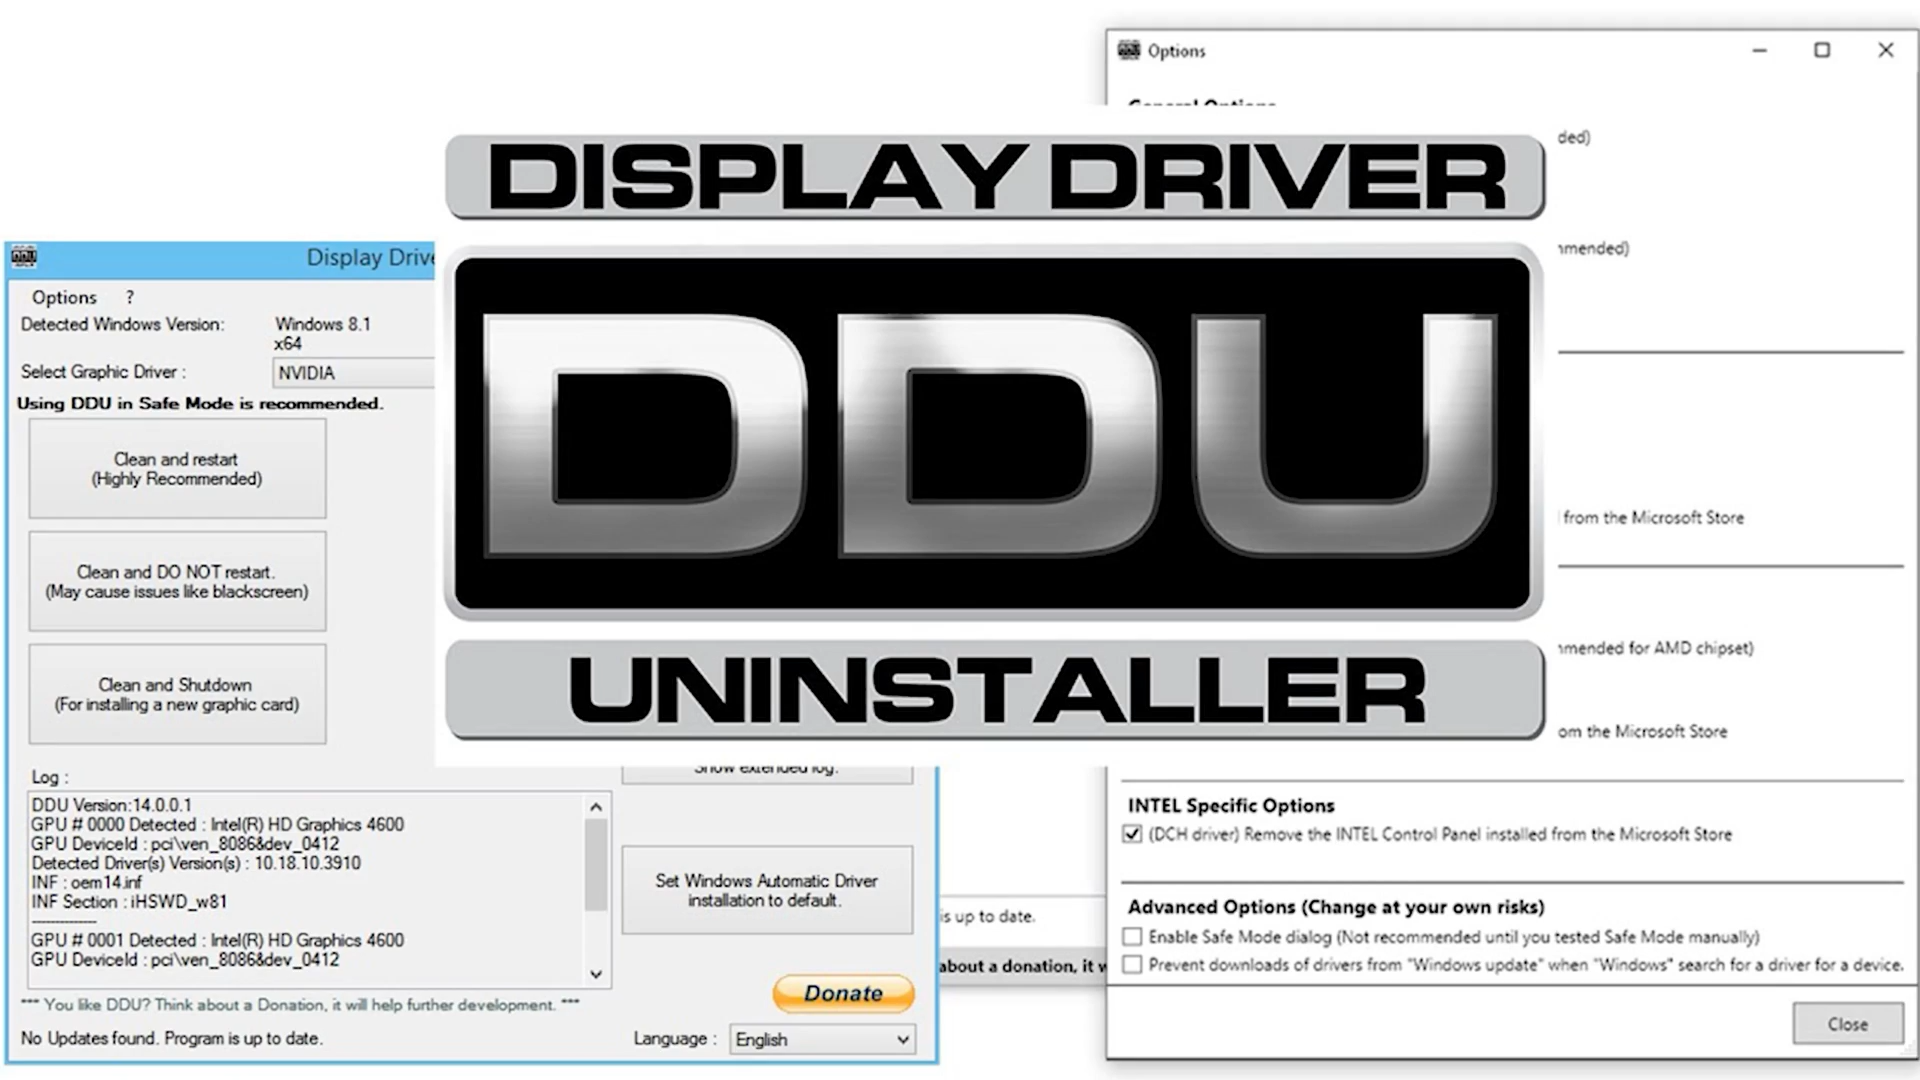 Options
General Options
DISPLAY DRIVER
ded)
DDU
mmended)
Display Drive
Options ?
Detected Windows Version: Windows 8.1
x64
Select Graphic Driver : NVIDIA
Using DDU in Safe Mode is recommended.
Clean and restart
(Highly Recommended)
from the Microsoft Store
Clean and DO NOT restart.
(May cause issues like blackscreen)
UNINSTALLER
mmended for AMD chipset)
Clean and Shutdown
(For installing a new graphic card)
om the Microsoft Store
Show extended log.
Log :
DDU Version:14.0.0.1
GPU # 0000 Detected : Intel(R) HD Graphics 4600
GPU DeviceId : pci\ven_8086&dev_0412
Detected Driver(s) Version(s) : 10.18.10.3910
INF : oem14.inf
INF Section : iHSWD_w81
--------------
GPU # 0001 Detected : Intel(R) HD Graphics 4600
GPU DeviceId : pci\ven_8086&dev_0412
Set Windows Automatic Driver
installation to default.
*** You like DDU? Think about a Donation, it will help further development. ***
Donate
No Updates found. Program is up to date.
Language : English
is up to date.
about a donation, it w
INTEL Specific Options
(DCH driver) Remove the INTEL Control Panel installed from the Microsoft Store
Advanced Options (Change at your own risks)
Enable Safe Mode dialog (Not recommended until you tested Safe Mode manually)
Prevent downloads of drivers from "Windows update" when "Windows" search for a driver for a device.
Close